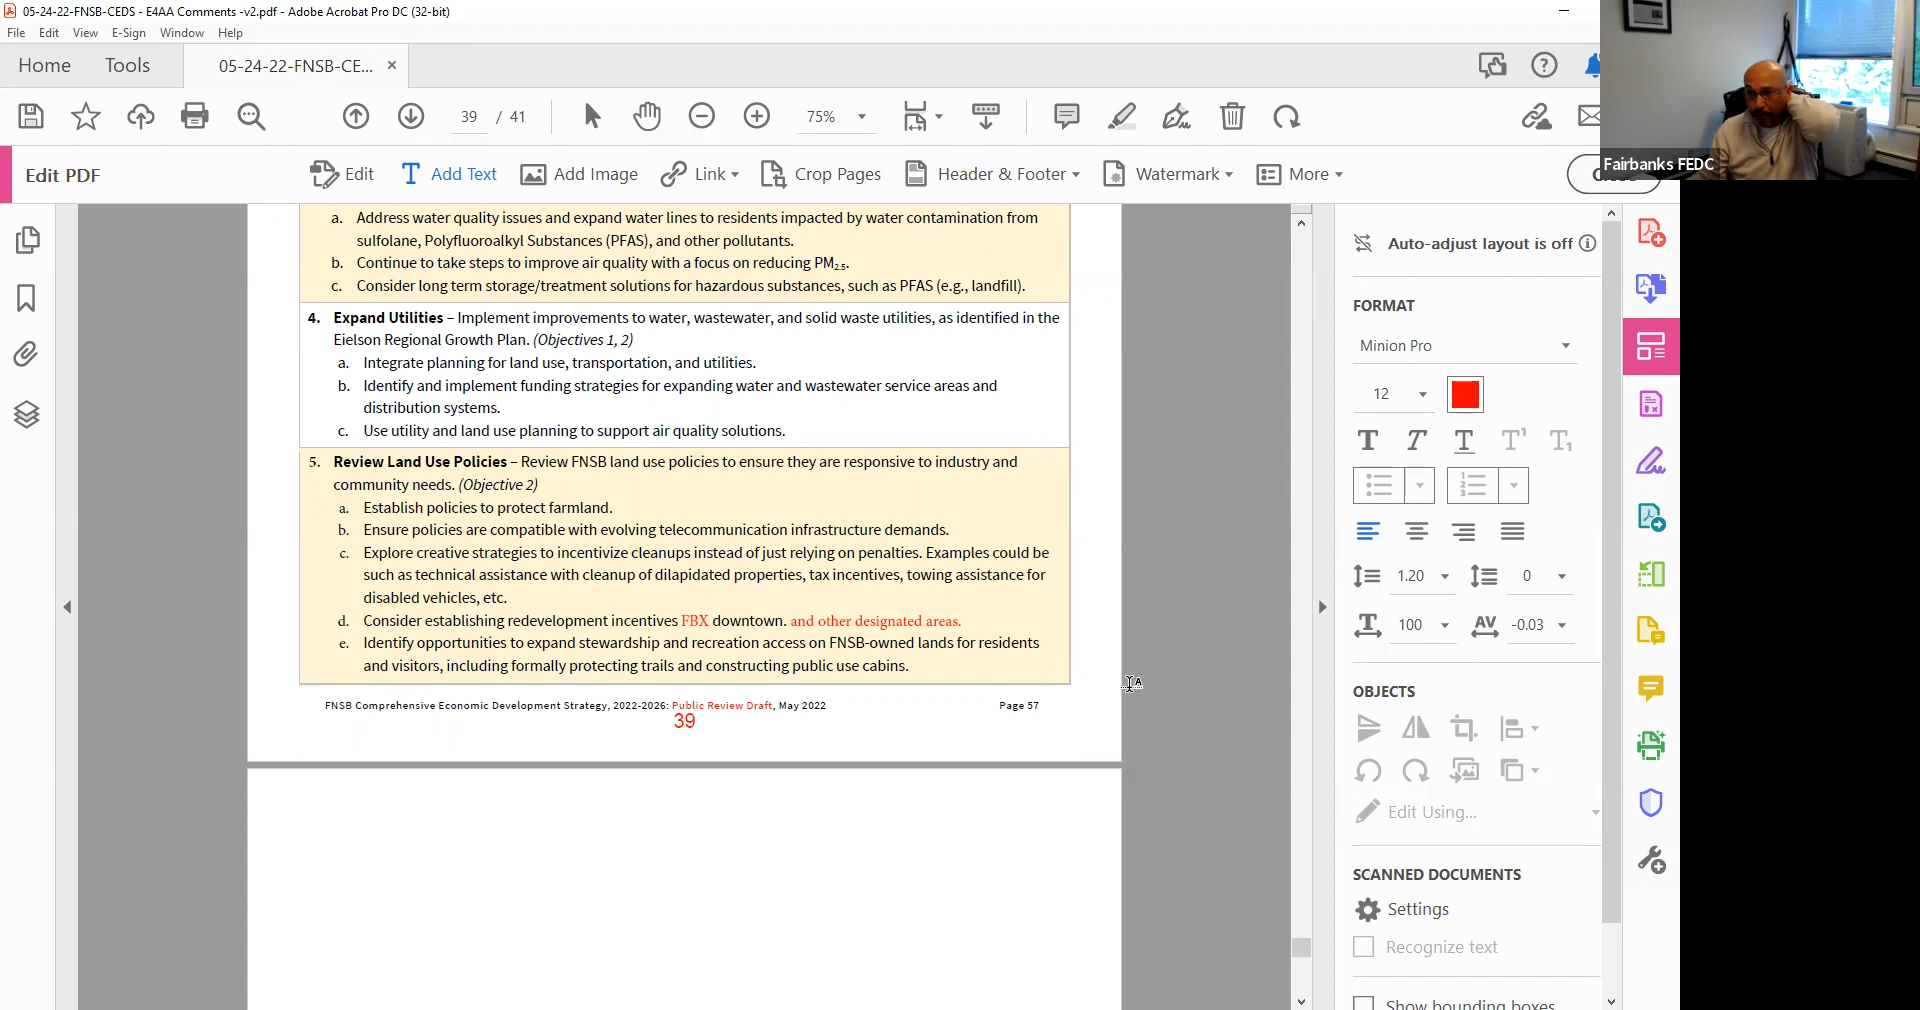 05-24-22-FNSB-CEDS - E4AA Comments -v2.pdf - Adobe Acrobat Pro DC (32-bit)
File Edit View E-Sign Window Help
Home Tools 05-24-22-FNSB-CE... ×
39 / 41 75%
Edit PDF Edit Add Text Add Image Link Crop Pages Header & Footer Watermark More
Fairbanks FEDC
a. Address water quality issues and expand water lines to residents impacted by water contamination from
sulfolane, Polyfluoroalkyl Substances (PFAS), and other pollutants.
b. Continue to take steps to improve air quality with a focus on reducing PM2.5.
c. Consider long term storage/treatment solutions for hazardous substances, such as PFAS (e.g., landfill).
4. Expand Utilities – Implement improvements to water, wastewater, and solid waste utilities, as identified in the
Eielson Regional Growth Plan. (Objectives 1, 2)
a. Integrate planning for land use, transportation, and utilities.
b. Identify and implement funding strategies for expanding water and wastewater service areas and
distribution systems.
c. Use utility and land use planning to support air quality solutions.
5. Review Land Use Policies – Review FNSB land use policies to ensure they are responsive to industry and
community needs. (Objective 2)
a. Establish policies to protect farmland.
b. Ensure policies are compatible with evolving telecommunication infrastructure demands.
c. Explore creative strategies to incentivize cleanups instead of just relying on penalties. Examples could be
such as technical assistance with cleanup of dilapidated properties, tax incentives, towing assistance for
disabled vehicles, etc.
d. Consider establishing redevelopment incentives FBX downtown. and other designated areas.
e. Identify opportunities to expand stewardship and recreation access on FNSB-owned lands for residents
and visitors, including formally protecting trails and constructing public use cabins.
FNSB Comprehensive Economic Development Strategy, 2022-2026: Public Review Draft, May 2022 Page 57
39
Auto-adjust layout is off
FORMAT
Minion Pro
12
1.20 0
100 AV -0.03
OBJECTS
Edit Using...
SCANNED DOCUMENTS
Settings
Recognize text
Show bounding boxes